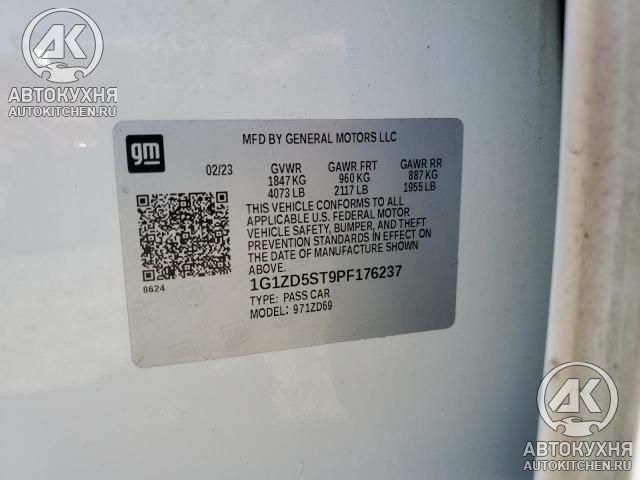 AK
АВТОКУХНЯ
AUTOKITCHEN.RU
gm
MFD BY GENERAL MOTORS LLC
02/23 GVWR GAWR FRT GAWR RR
1847 KG 960 KG 887 KG
4073 LB 2117 LB 1955 LB
THIS VEHICLE CONFORMS TO ALL
APPLICABLE U.S. FEDERAL MOTOR
VEHICLE SAFETY, BUMPER, AND THEFT
PREVENTION STANDARDS IN EFFECT ON
THE DATE OF MANUFACTURE SHOWN
ABOVE.
8624
1G1ZD5ST9PF176237
TYPE: PASS CAR
MODEL: 971ZD69
AK
АВТОКУХНЯ
AUTOKITCHEN.RU